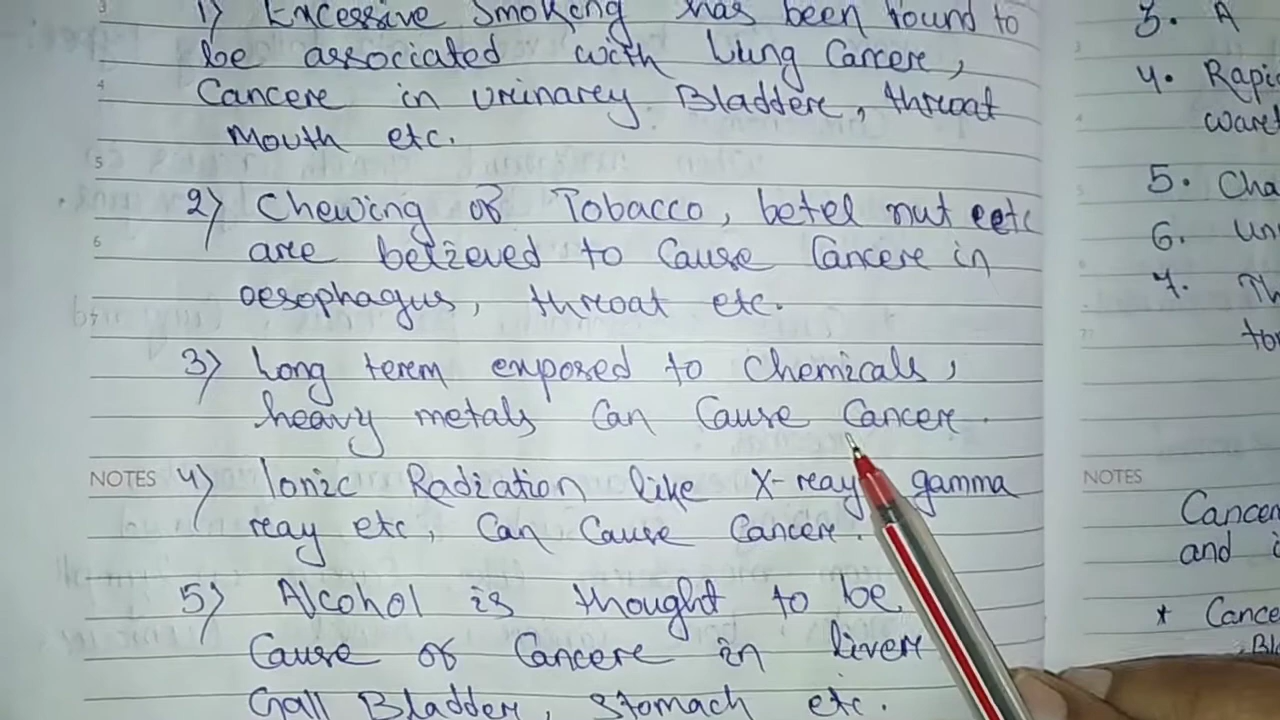 1) Excessive Smoking has been found to
be associated with Lung Cancer,
Cancer in Urinary Bladder, throat
Mouth etc.
2) Chewing of Tobacco, betel nut etc
are believed to Cause Cancer in
oesophagus, throat etc.
3) Long term exposed to Chemicals,
heavy metals Can Cause Cancer.
NOTES 4) Ionic Radiation like X-ray gamma
ray etc, Can Cause Cancer.
5) Alcohol is thought to be
Cause of Cancer in liver
Gall Bladder, Stomach etc.
3. A
4. Rapi
5. Cha
6. Un
7. Th
NOTES
Cancer
and
* Cance